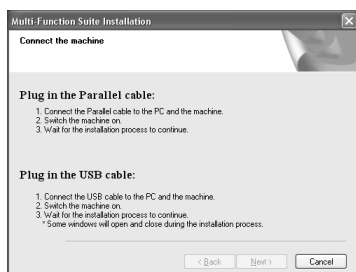 Multi-Function Suite Installation
Connect the machine
Plug in the Parallel cable:
1. Connect the Parallel cable to the PC and the machine.
2. Switch the machine on.
3. Wait for the installation process to continue.
Plug in the USB cable:
1. Connect the USB cable to the PC and the machine.
2. Switch the machine on.
3. Wait for the installation process to continue.
* Some windows will open and close during the installation process.
< Back Next > Cancel